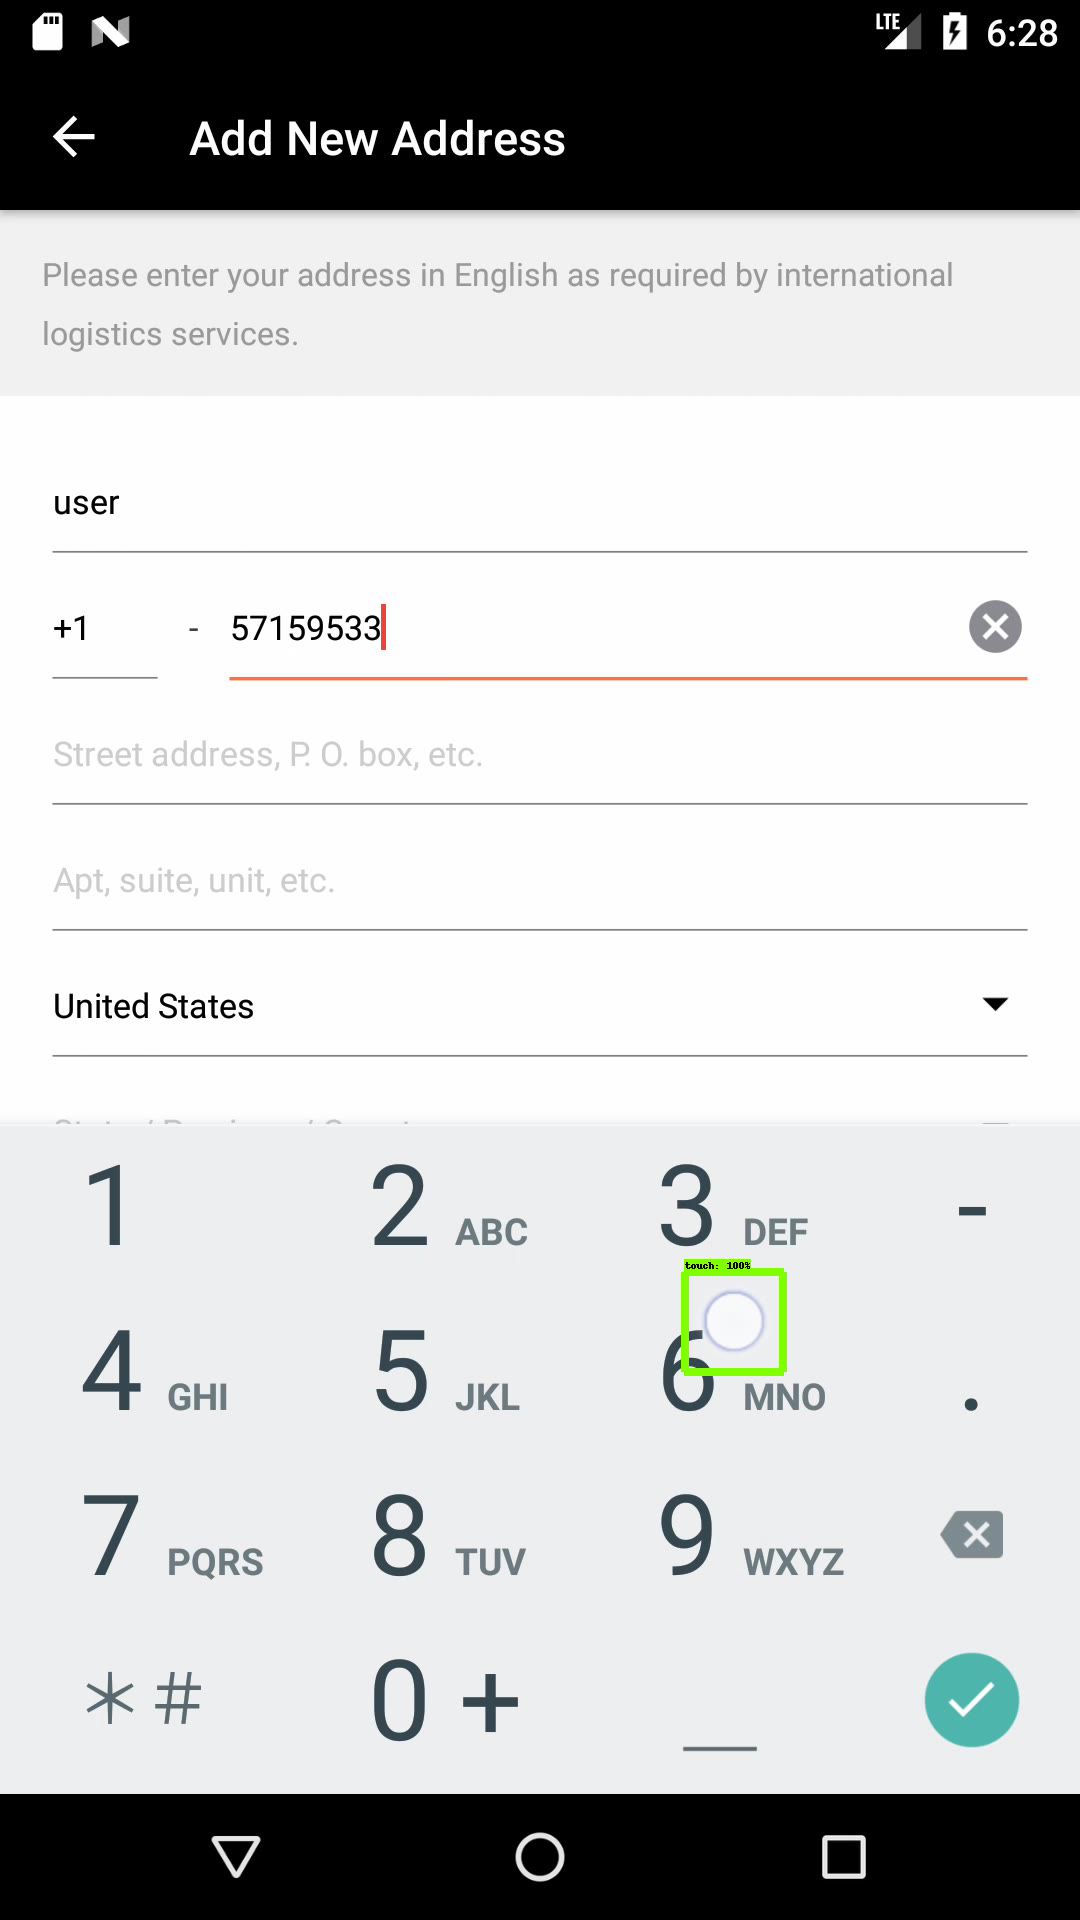 LTE 6:28
Add New Address
Please enter your address in English as required by international
logistics services.
user
+1 - 57159533
Street address, P. O. box, etc.
Apt, suite, unit, etc.
United States
1 2 ABC 3 DEF -
touch: 100%
4 GHI 5 JKL 6 MNO .
7 PQRS 8 TUV 9 WXYZ
*# 0 + _